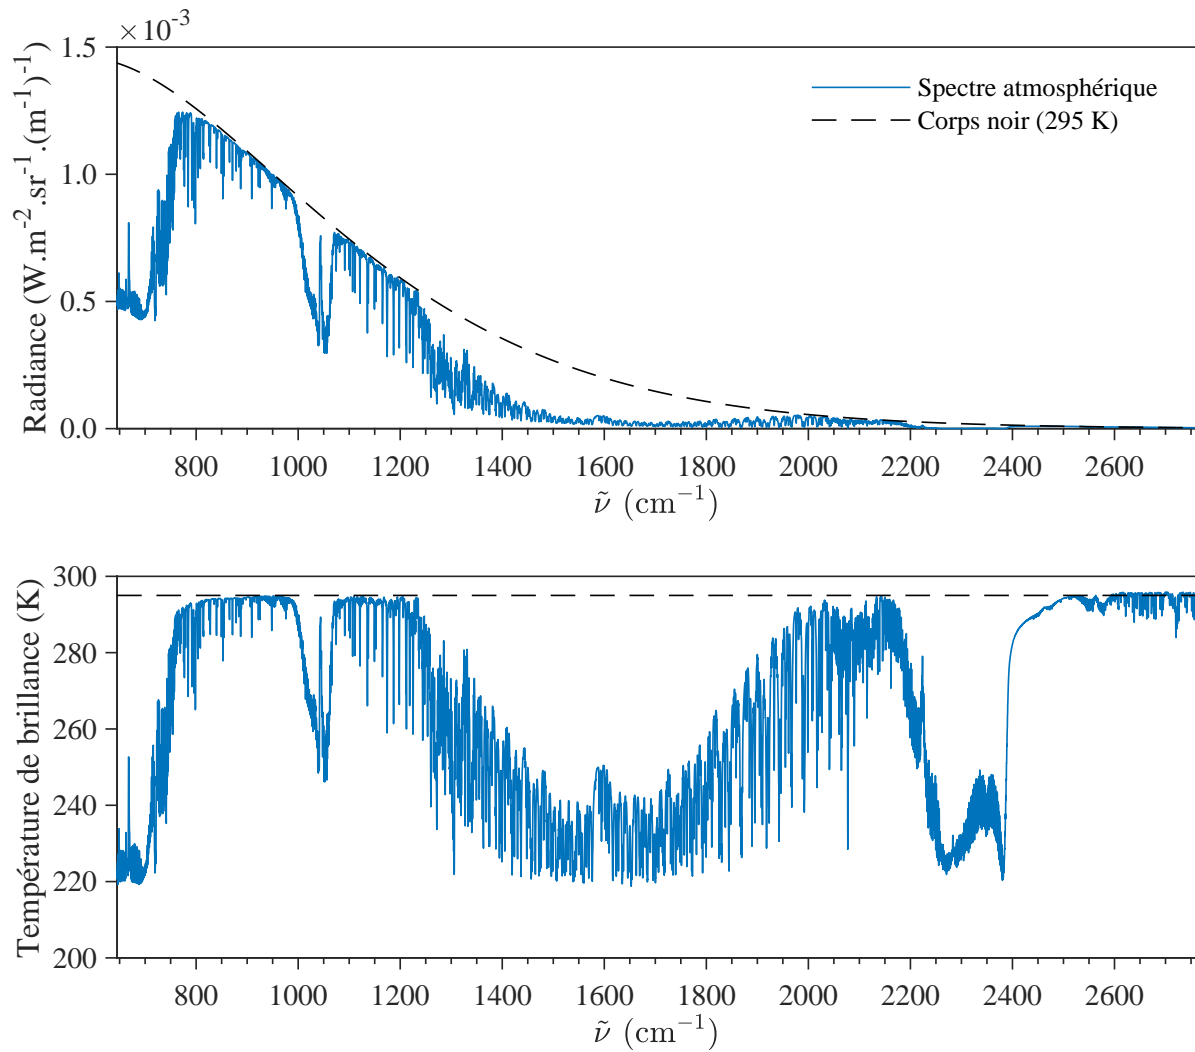 ×10⁻³
1.5
1.0
0.5
0.0
Radiance (W.m⁻².sr⁻¹.(m⁻¹)⁻¹)
Spectre atmosphérique
Corps noir (295 K)
800 1000 1200 1400 1600 1800 2000 2200 2400 2600
ν̃ (cm⁻¹)
300
280
260
240
220
200
Température de brillance (K)
800 1000 1200 1400 1600 1800 2000 2200 2400 2600
ν̃ (cm⁻¹)